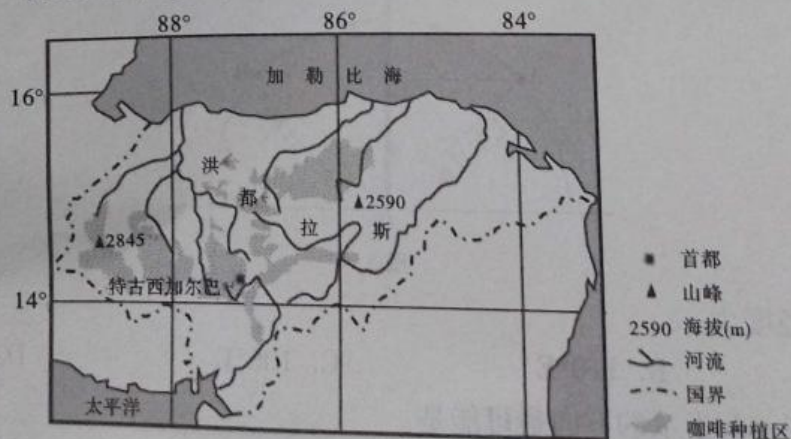 88° 86° 84°
加勒比海
16°
洪
都
▲2590
拉
斯
▲2845
特古西加尔巴
14°
太平洋
首都
▲ 山峰
2590 海拔(m)
河流
国界
咖啡种植区